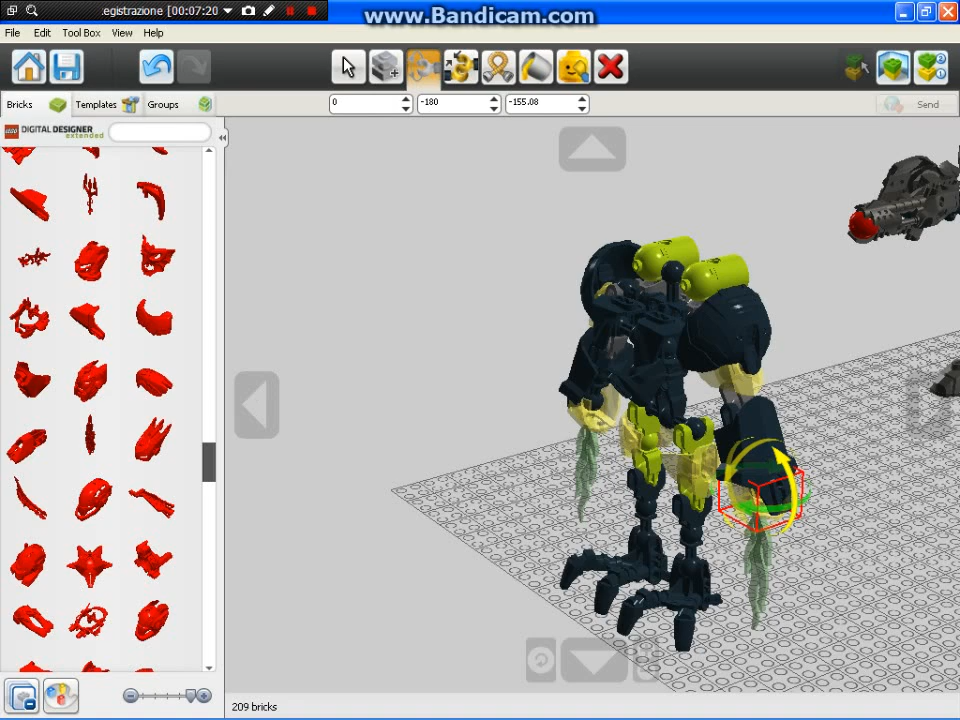 .egistrazione [00:07:20
www.Bandicam.com
File Edit Tool Box View Help
0 -180 -155.08
Bricks Templates Groups Send
LEGO DIGITAL DESIGNER
extended
209 bricks